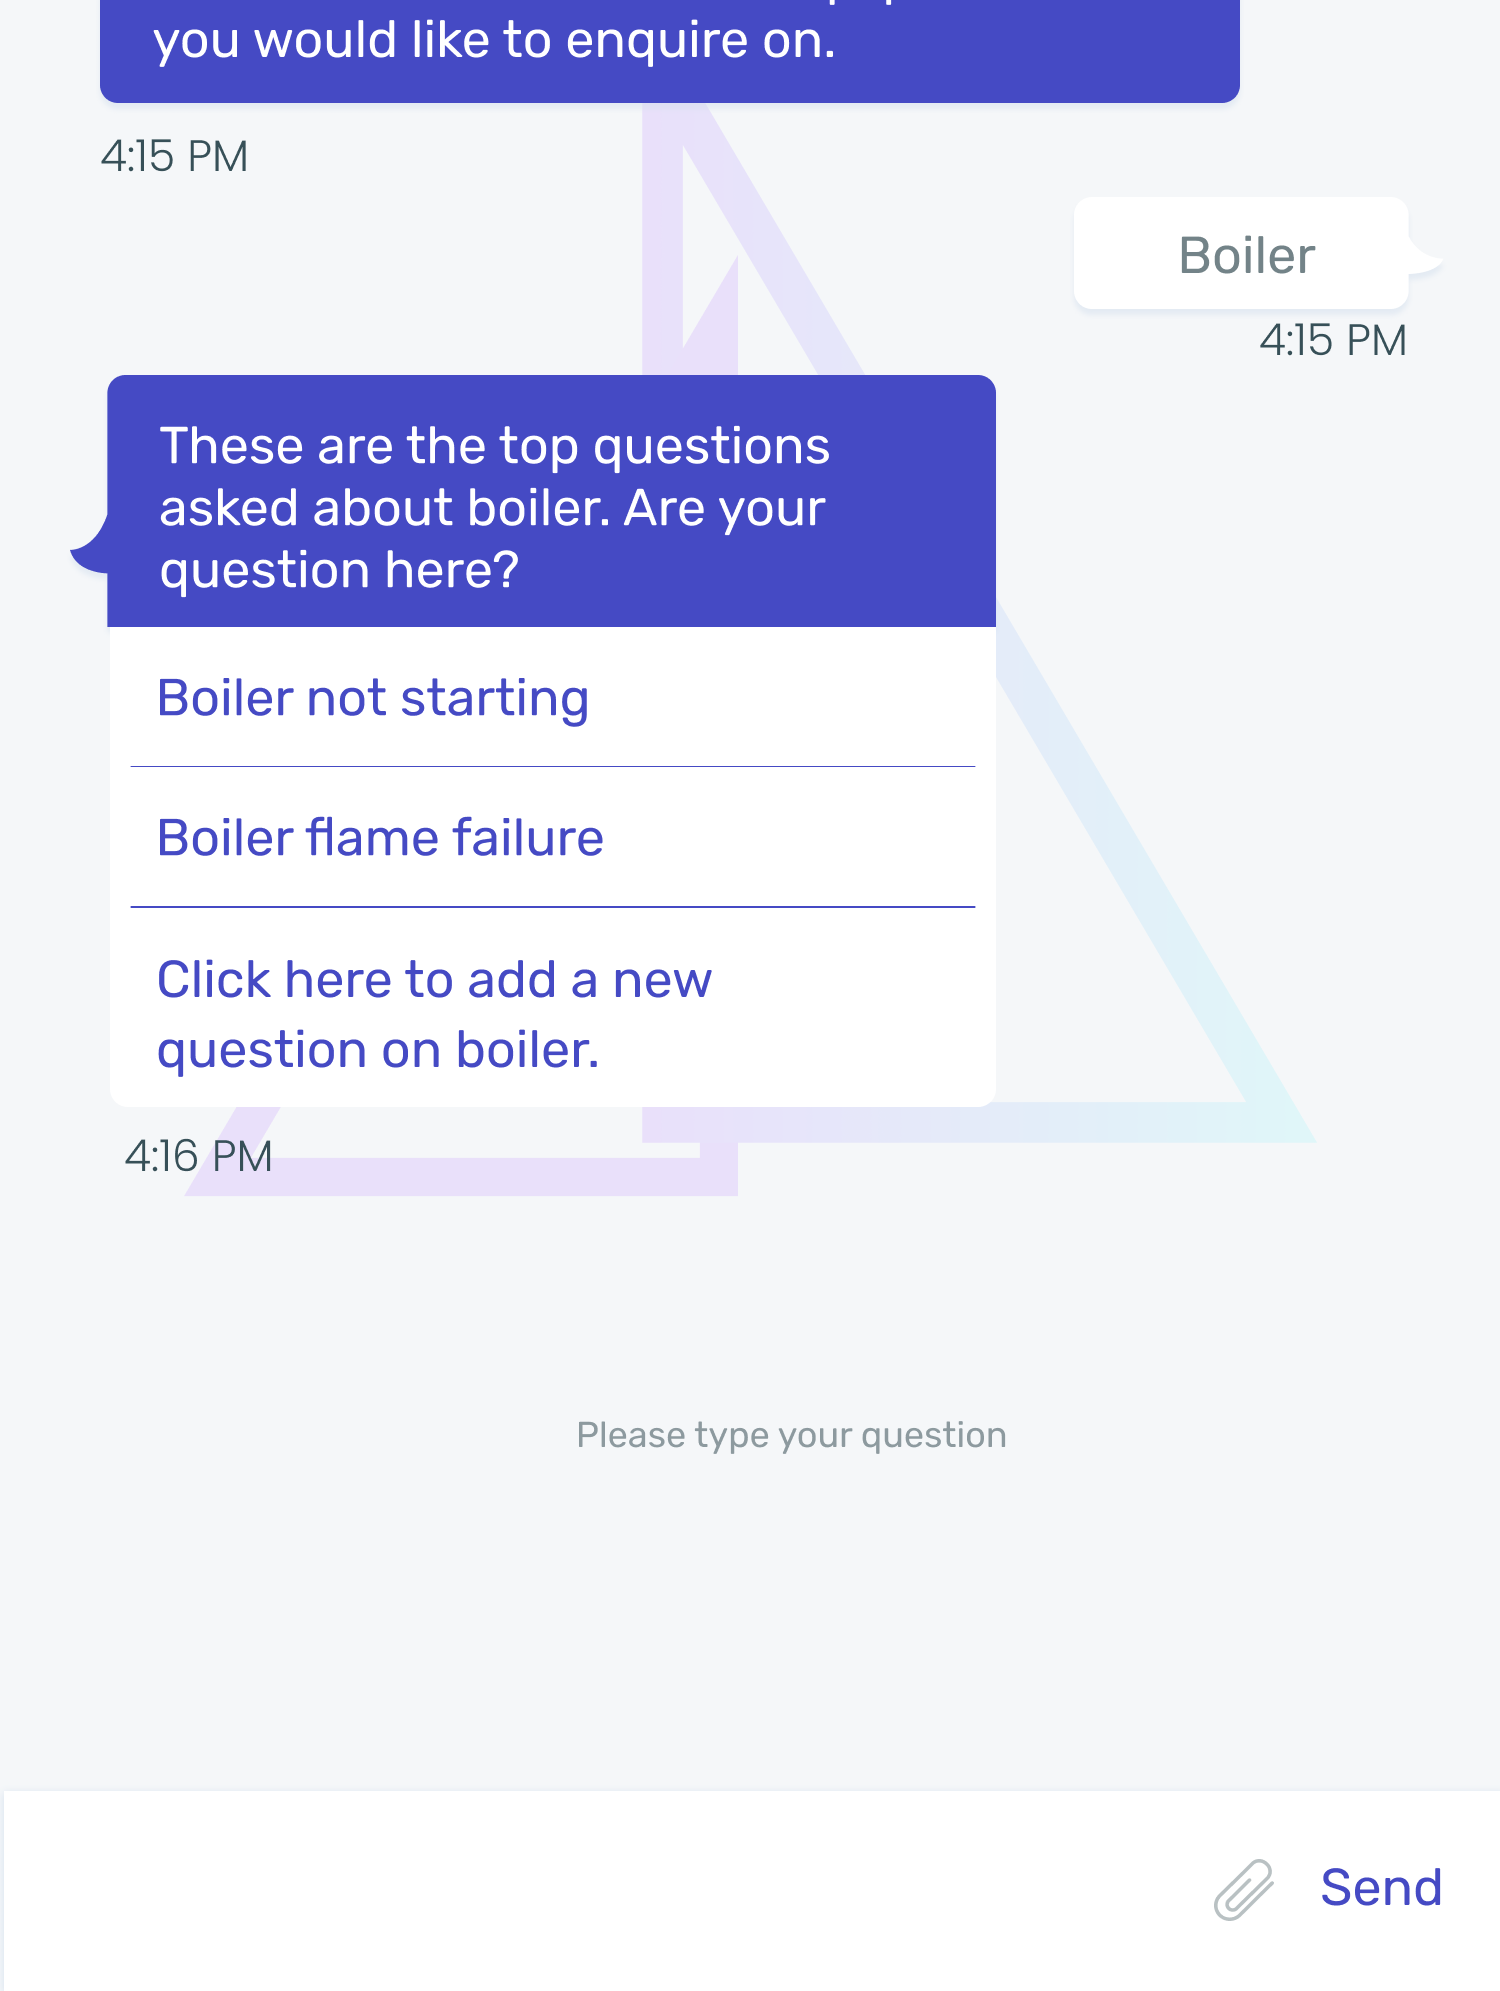 you would like to enquire on.
4:15 PM
Boiler
4:15 PM
These are the top questions
asked about boiler. Are your
question here?
Boiler not starting
Boiler flame failure
Click here to add a new
question on boiler.
4:16 PM
Please type your question
Send